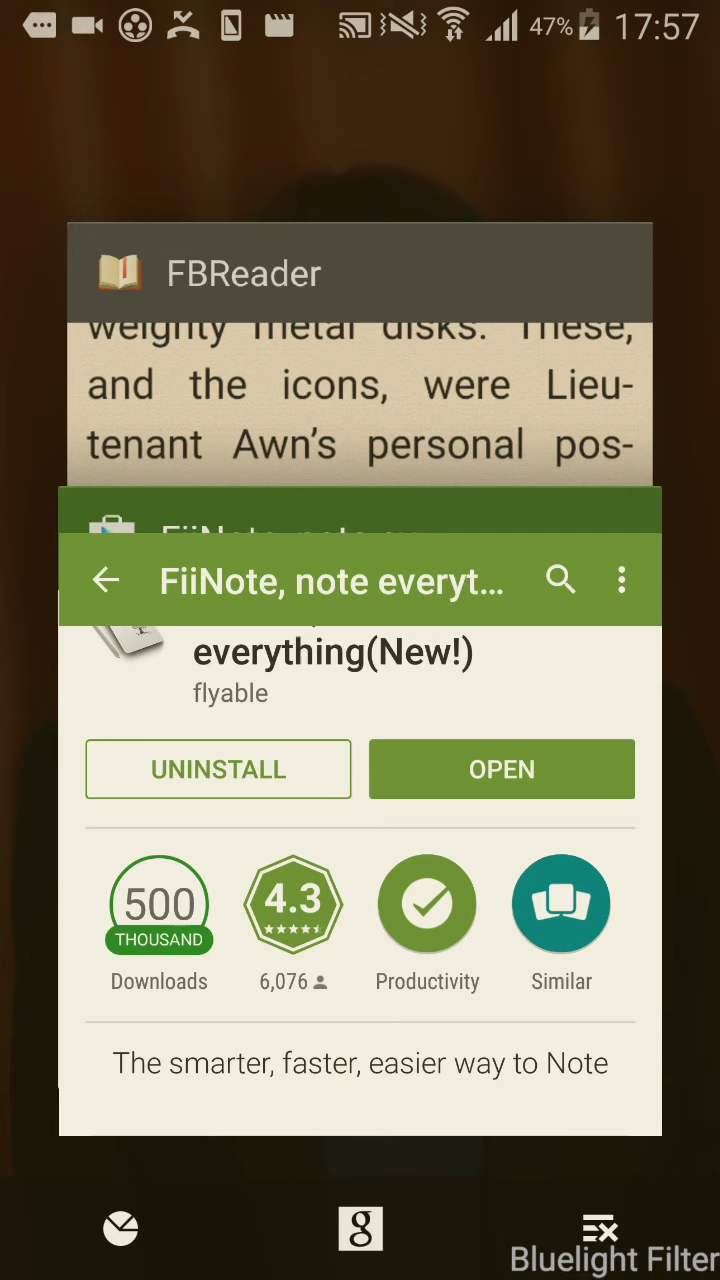 47% 17:57
FBReader
weighty metal disks. These,
and the icons, were Lieu-
tenant Awn's personal pos-
FiiNote, note everyt...
everything(New!)
flyable
UNINSTALL OPEN
500 4.3
THOUSAND
Downloads 6,076 Productivity Similar
The smarter, faster, easier way to Note
g
Bluelight Filter